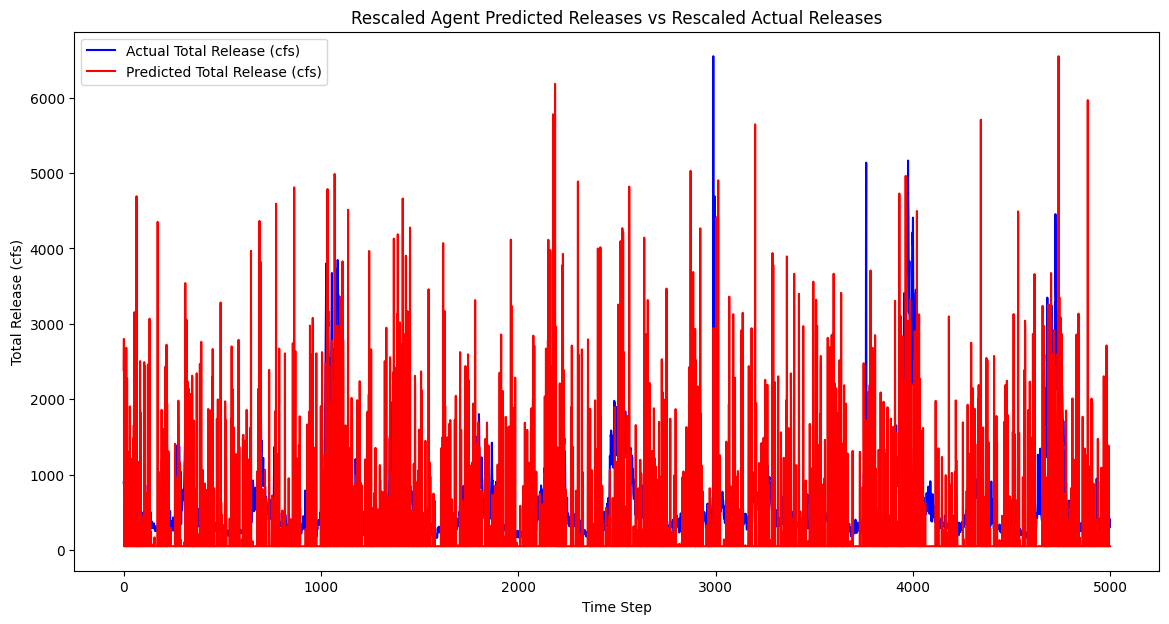 Rescaled Agent Predicted Releases vs Rescaled Actual Releases
Actual Total Release (cfs)
Predicted Total Release (cfs)
Total Release (cfs)
6000
5000
4000
3000
2000
1000
0
0 1000 2000 3000 4000 5000
Time Step